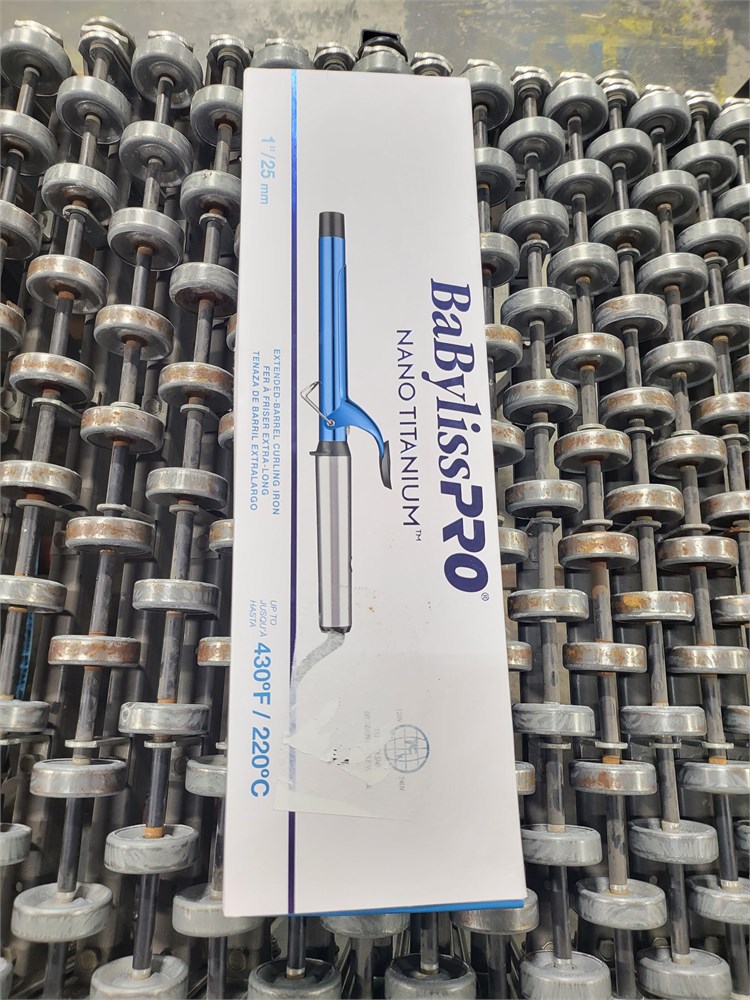 BaBylissPRO®
NANO TITANIUM™
1"/25 mm
EXTENDED-BARREL CURLING IRON
FER À FRISER EXTRA-LONG
TENAZA DE BARRIL EXTRALARGO
UP TO
JUSQU'A
HASTA
430°F / 220°C